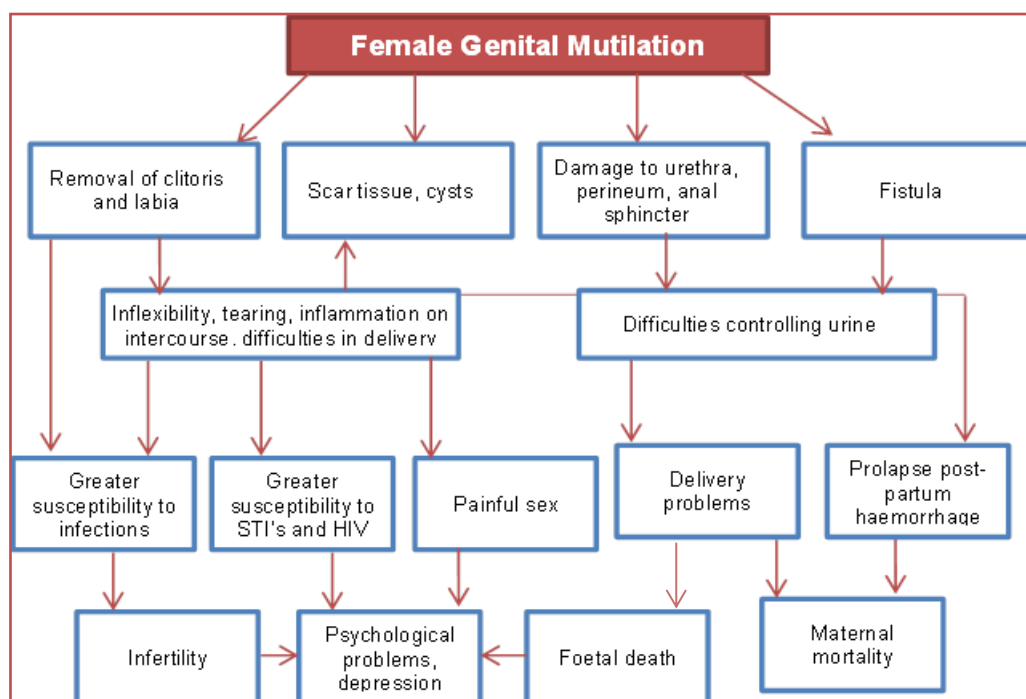 Female Genital Mutilation
Removal of clitoris
and labia
Scar tissue, cysts
Damage to urethra,
perineum, anal
sphincter
Fistula
Inflexibility, tearing, inflammation on
intercourse. difficulties in delivery
Difficulties controlling urine
Greater
susceptibility to
infections
Greater
susceptibility to
STI's and HIV
Painful sex
Delivery
problems
Prolapse post-
partum
haemorrhage
Infertility
Psychological
problems,
depression
Foetal death
Maternal
mortality